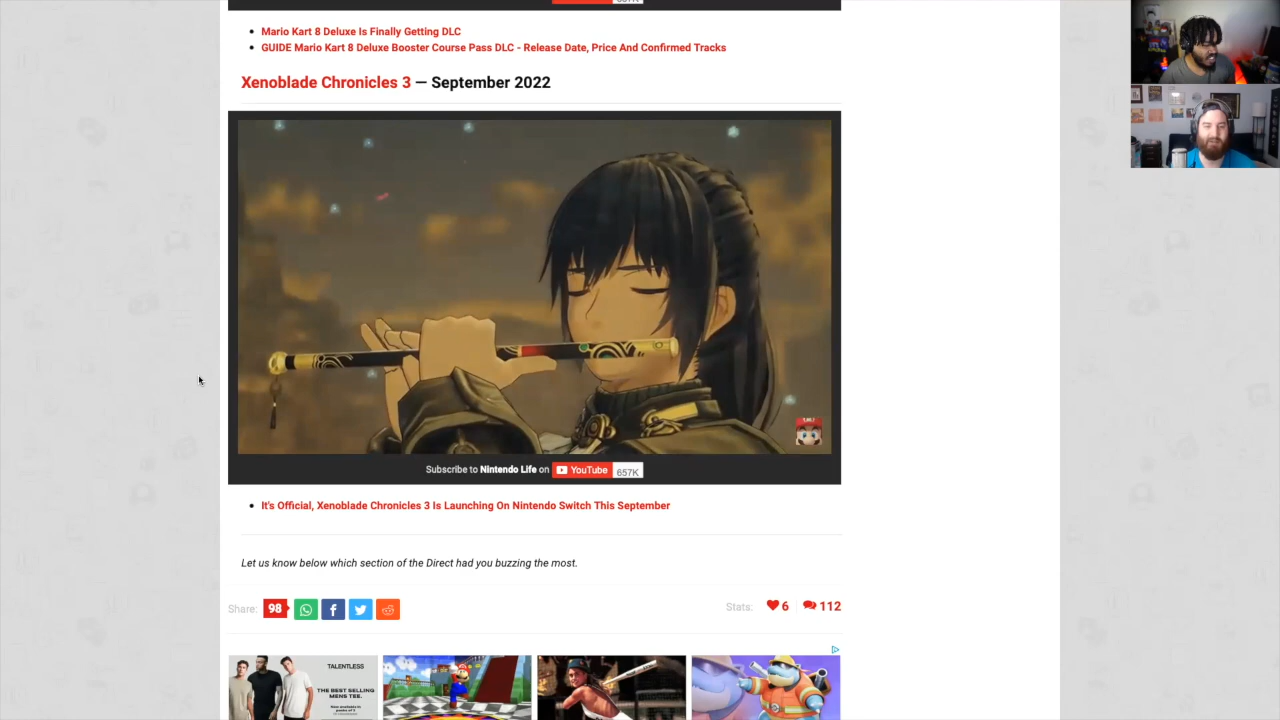 Mario Kart 8 Deluxe Is Finally Getting DLC
GUIDE Mario Kart 8 Deluxe Booster Course Pass DLC - Release Date, Price And Confirmed Tracks
Xenoblade Chronicles 3 — September 2022
Subscribe to Nintendo Life on YouTube 657K
It's Official, Xenoblade Chronicles 3 Is Launching On Nintendo Switch This September
Let us know below which section of the Direct had you buzzing the most.
Share: 98
Stats: 6 112
TALENTLESS
THE BEST SELLING
MENS TEE.